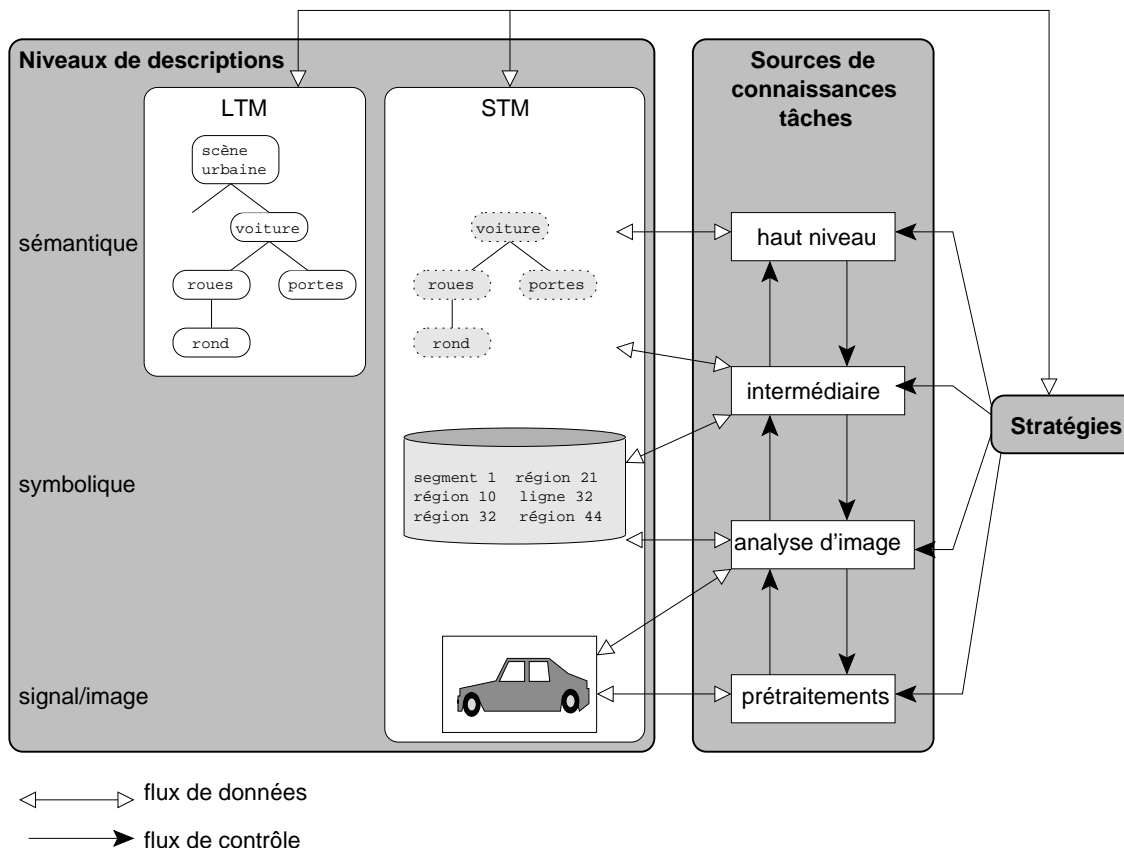 Niveaux de descriptions
LTM
STM
Sources de
connaissances
tâches
scène
urbaine
voiture
roues
portes
rond
voiture
roues
portes
rond
sémantique
haut niveau
intermédiaire
Stratégies
symbolique
segment 1 région 21
région 10 ligne 32
région 32 région 44
analyse d'image
signal/image
prétraitements
flux de données
flux de contrôle